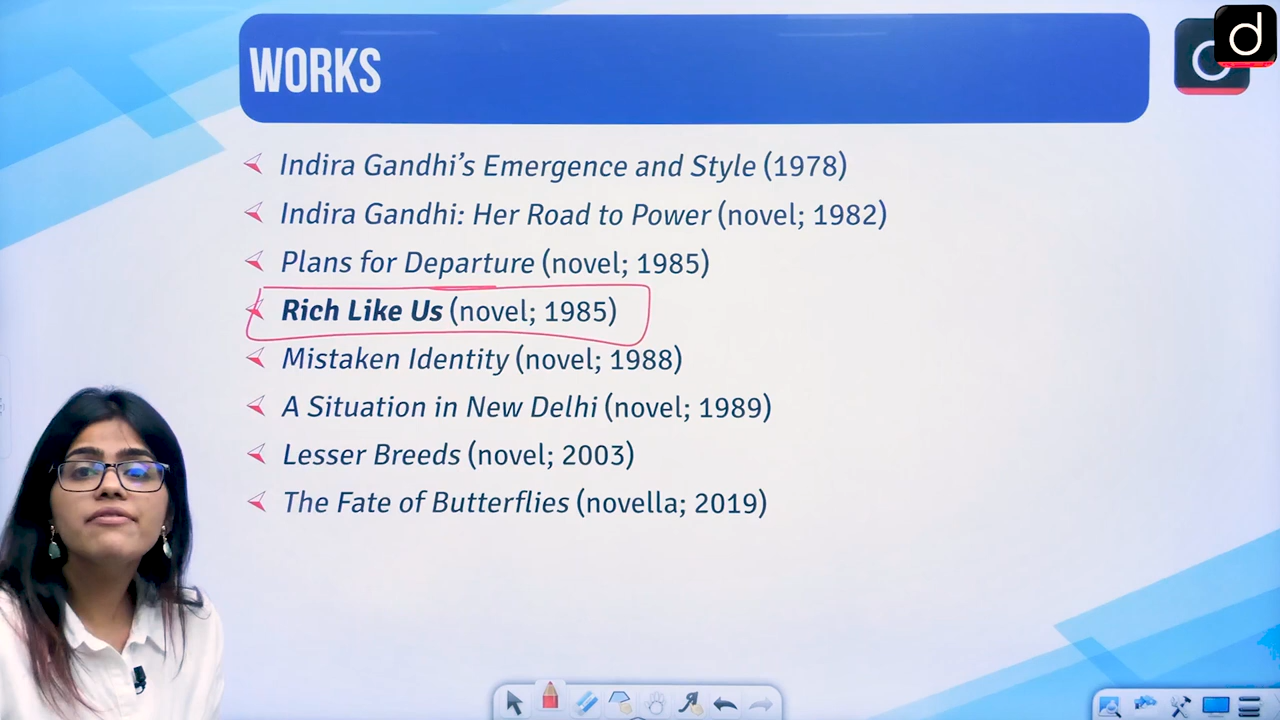 WORKS
Indira Gandhi's Emergence and Style (1978)
Indira Gandhi: Her Road to Power (novel; 1982)
Plans for Departure (novel; 1985)
Rich Like Us (novel; 1985)
Mistaken Identity (novel; 1988)
A Situation in New Delhi (novel; 1989)
Lesser Breeds (novel; 2003)
The Fate of Butterflies (novella; 2019)
d